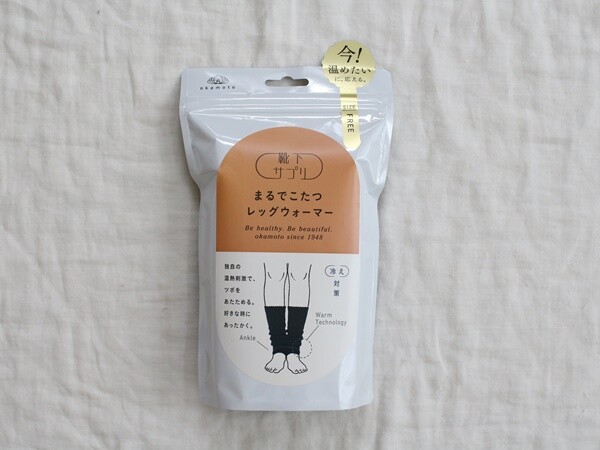 okamoto
今!
温めたい
に、応える。
SIZE
FREE
靴下
サプリ
まるでこたつ
レッグウォーマー
Be healthy. Be beautiful.
okamoto since 1948
独自の
温熱刺激で、
ツボを
あたためる。
好きな時に
あったかく。
冷え
対策
Warm
Technology
Ankle